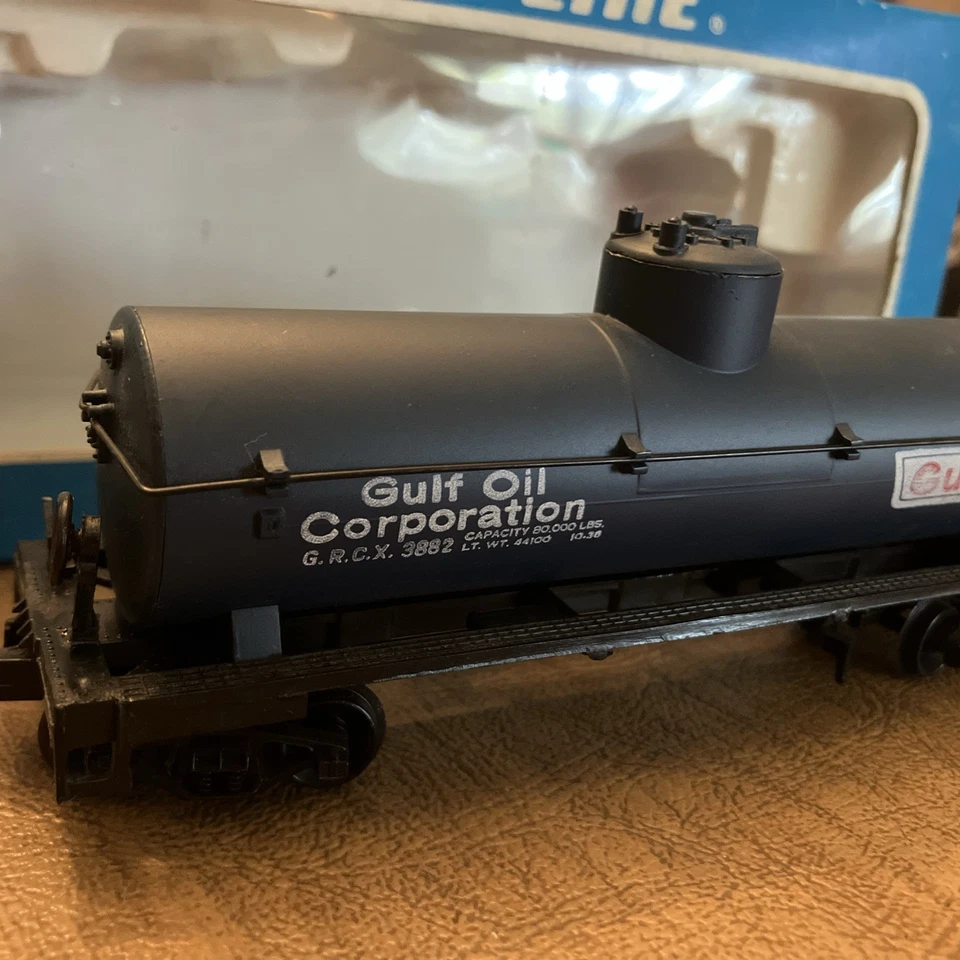 Gulf Oil
Corporation
CAPACITY 80.000 LBS.
G.R.C.X. 3882 LT. WT. 44100 10.36